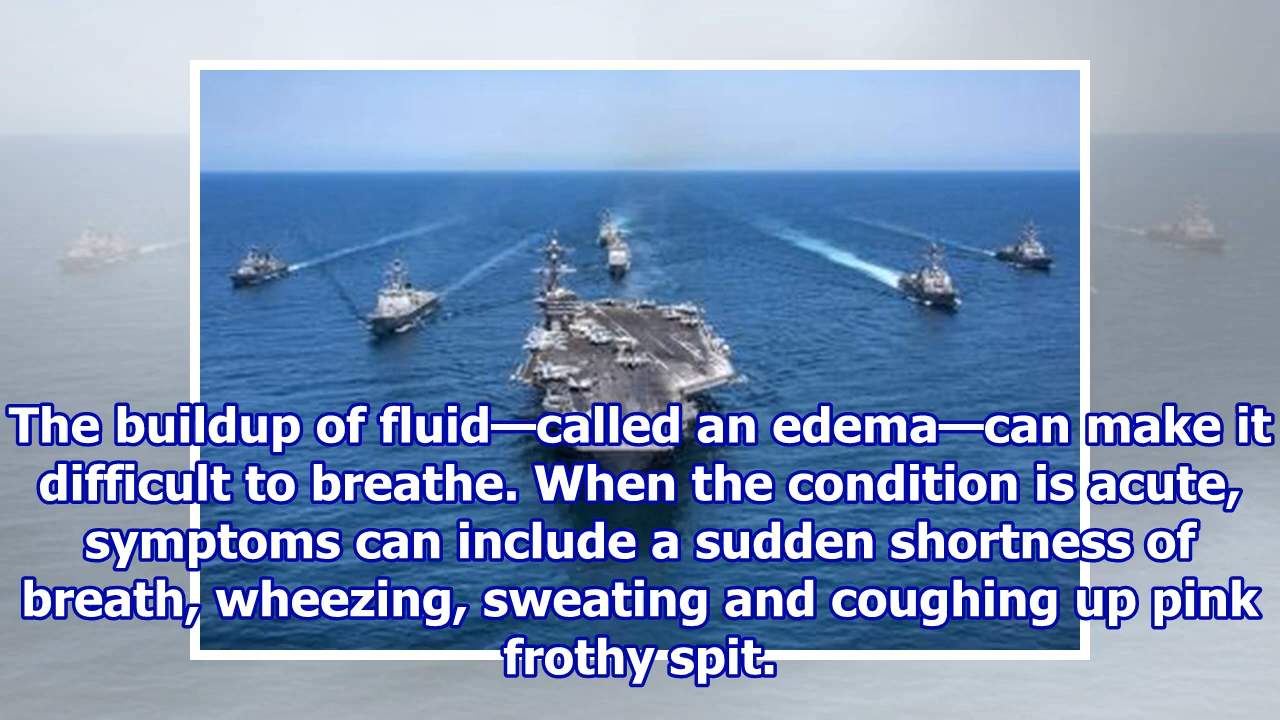 The buildup of fluid—called an edema—can make it
difficult to breathe. When the condition is acute,
symptoms can include a sudden shortness of
breath, wheezing, sweating and coughing up pink
frothy spit.